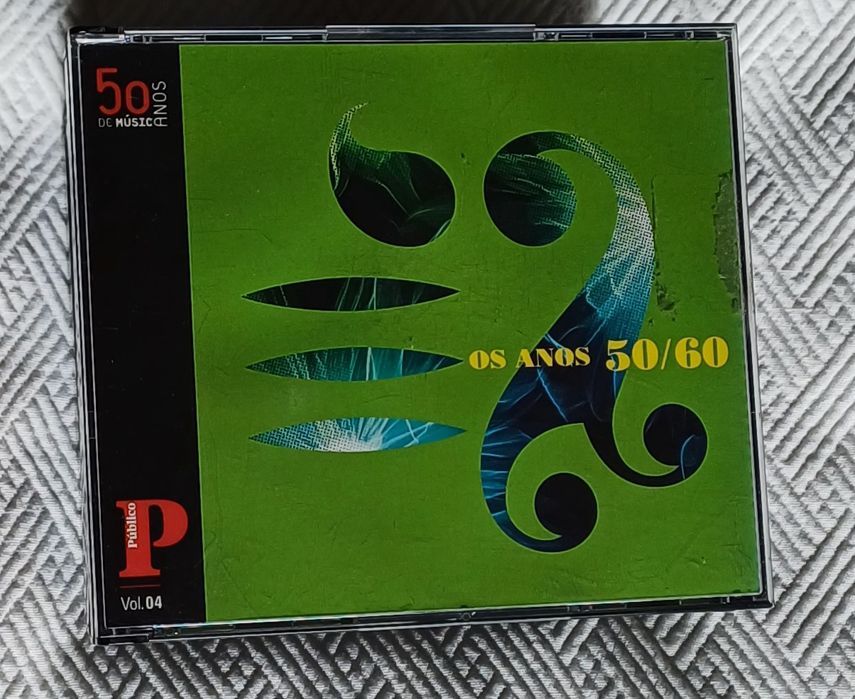 50 ANOS
DE MÚSICA
OS ANOS 50/60
Público
P
Vol. 04